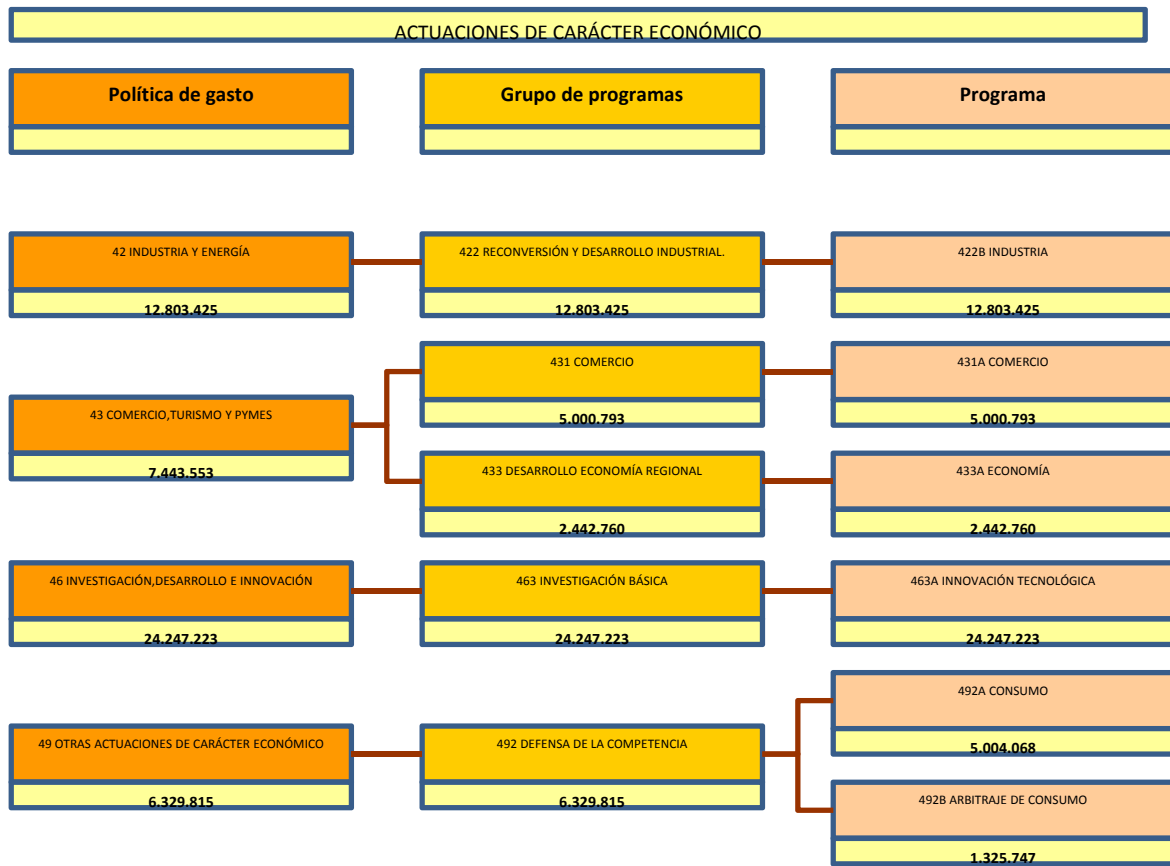 ACTUACIONES DE CARÁCTER ECONÓMICO
Política de gasto
Grupo de programas
Programa
42 INDUSTRIA Y ENERGÍA
12.803.425
422 RECONVERSIÓN Y DESARROLLO INDUSTRIAL.
12.803.425
422B INDUSTRIA
12.803.425
43 COMERCIO,TURISMO Y PYMES
7.443.553
431 COMERCIO
5.000.793
431A COMERCIO
5.000.793
433 DESARROLLO ECONOMÍA REGIONAL
2.442.760
433A ECONOMÍA
2.442.760
46 INVESTIGACIÓN,DESARROLLO E INNOVACIÓN
24.247.223
463 INVESTIGACIÓN BÁSICA
24.247.223
463A INNOVACIÓN TECNOLÓGICA
24.247.223
49 OTRAS ACTUACIONES DE CARÁCTER ECONÓMICO
6.329.815
492 DEFENSA DE LA COMPETENCIA
6.329.815
492A CONSUMO
5.004.068
492B ARBITRAJE DE CONSUMO
1.325.747